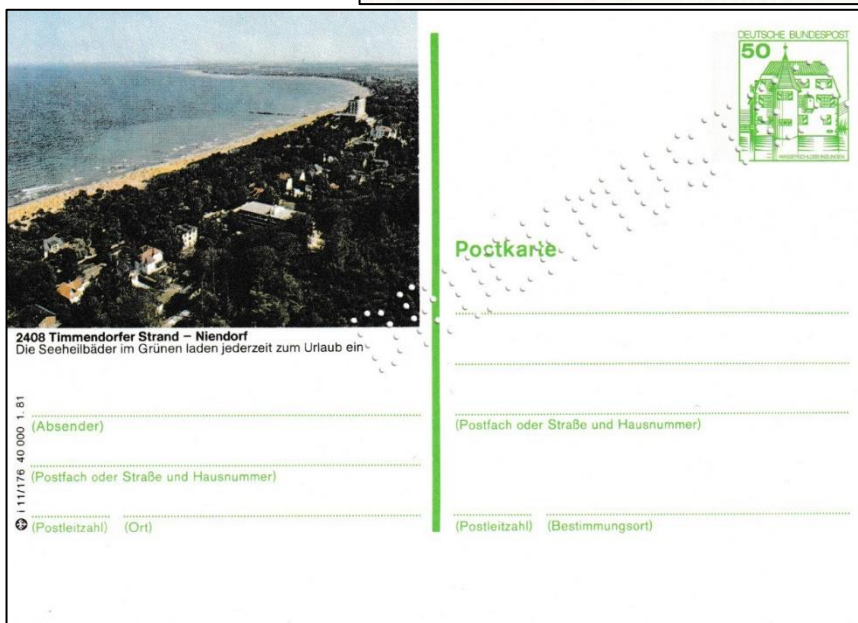 DEUTSCHE BUNDESPOST
50
WASSERSCHLOSS INZLINGEN
Postkarte
2408 Timmendorfer Strand – Niendorf
Die Seeheilbäder im Grünen laden jederzeit zum Urlaub ein
i 11/176 40 000 1. 81
(Absender)
(Postfach oder Straße und Hausnummer)
(Postleitzahl) (Ort)
(Postfach oder Straße und Hausnummer)
(Postleitzahl) (Bestimmungsort)